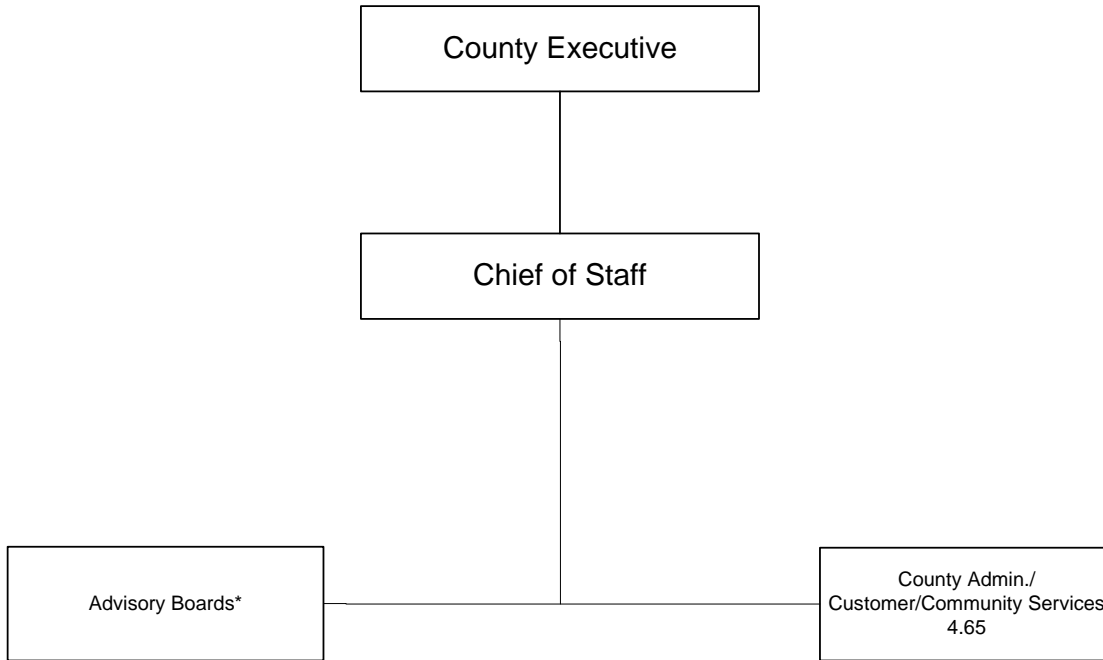 County Executive
Chief of Staff
Advisory Boards*
County Admin./
Customer/Community Services
4.65